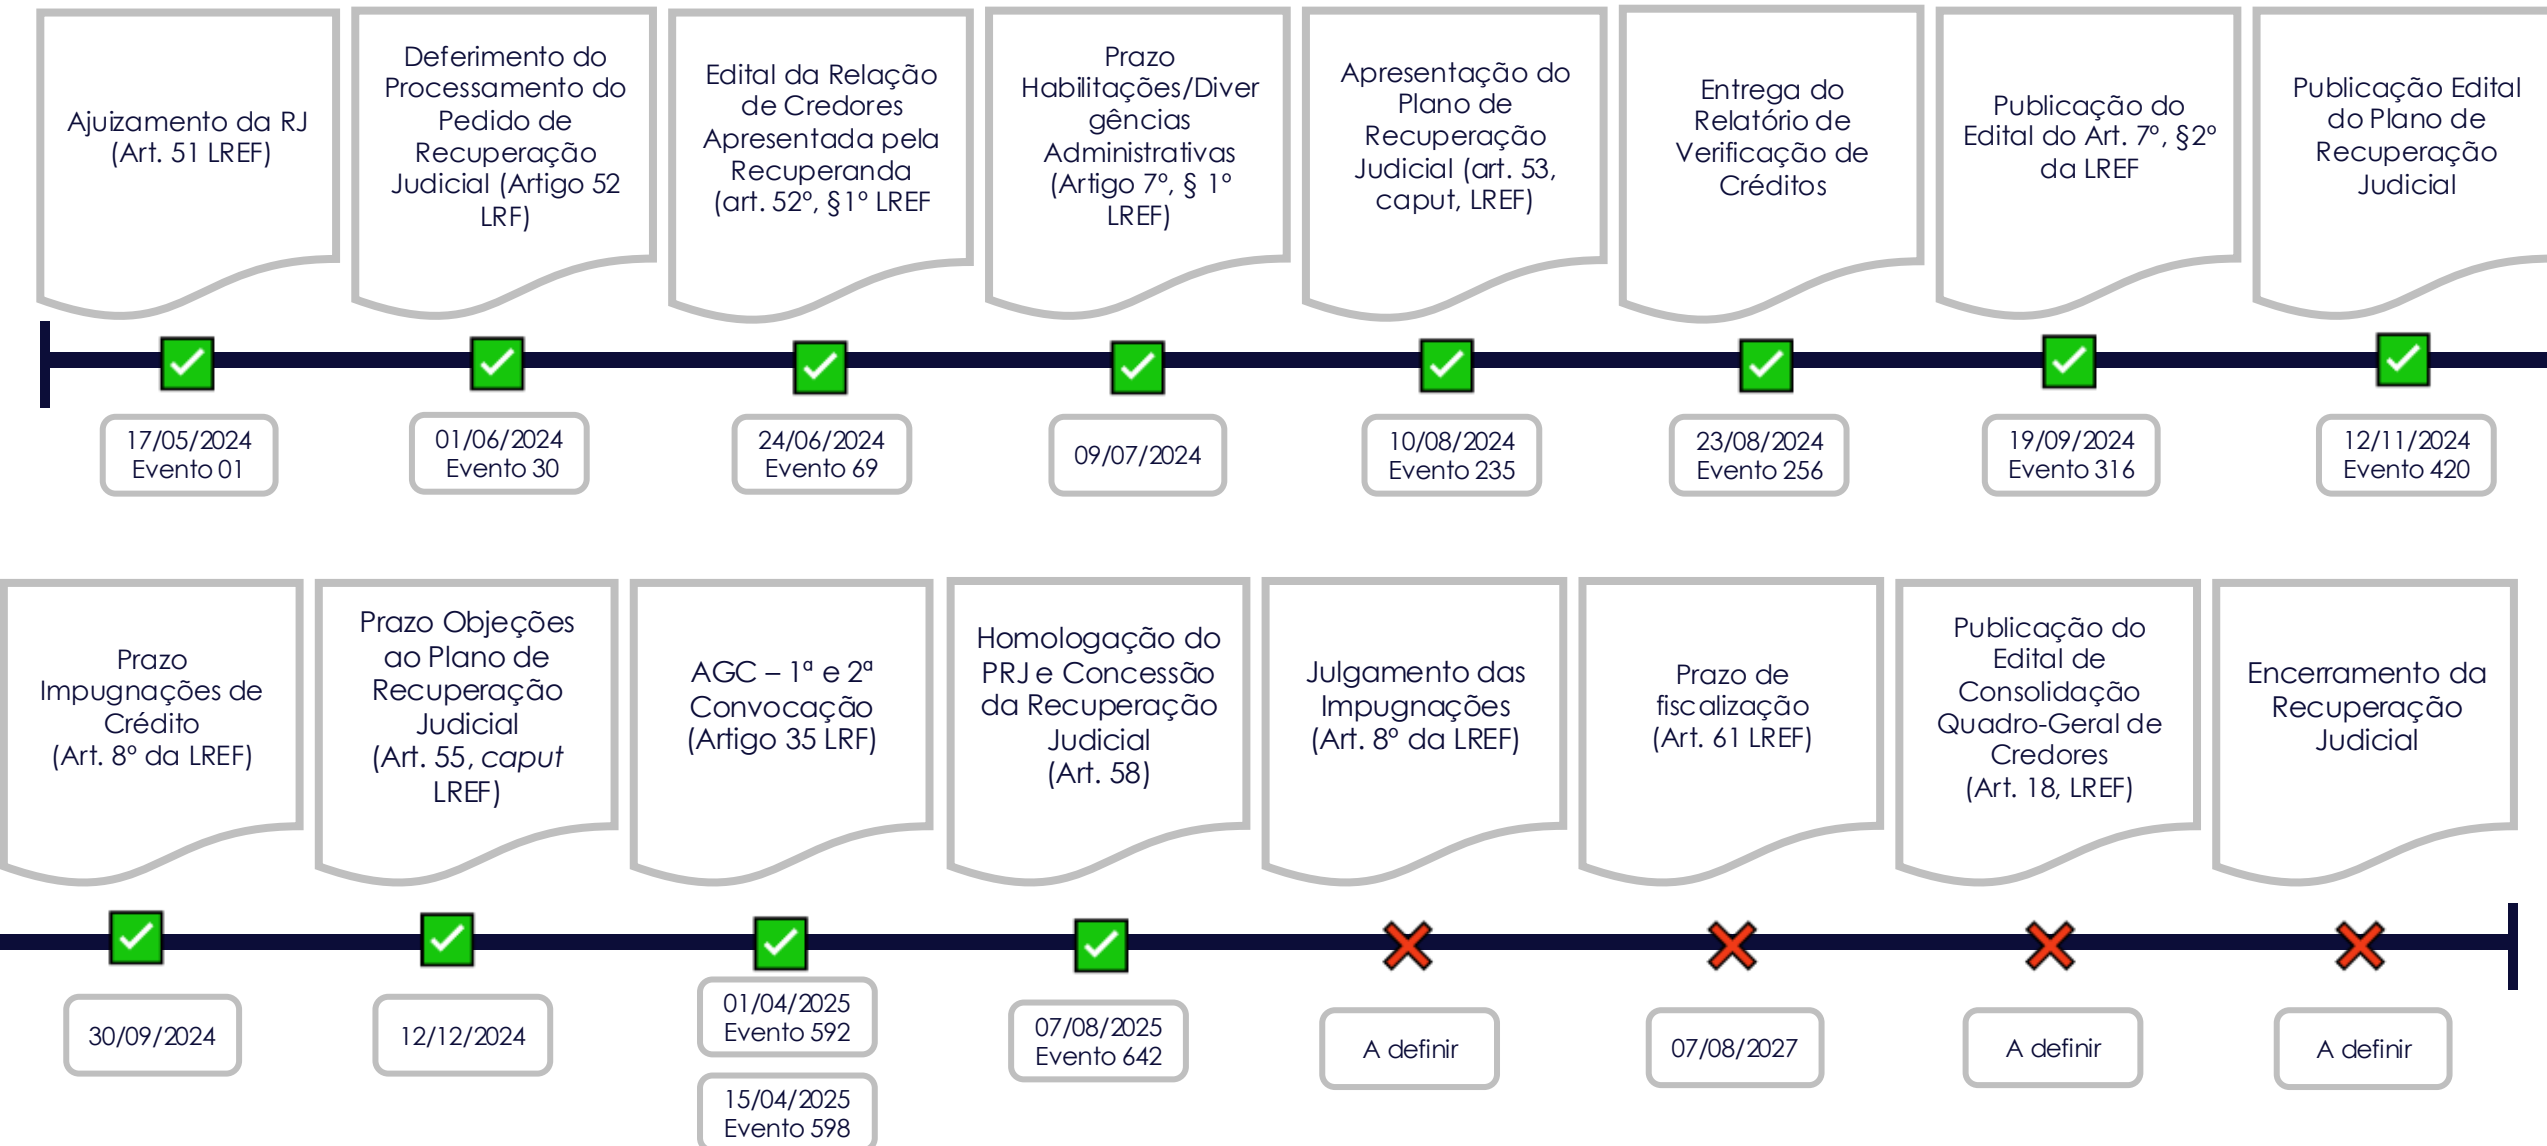 Ajuizamento da RJ
(Art. 51 LREF)
Deferimento do
Processamento do
Pedido de
Recuperação
Judicial (Artigo 52
LRF)
Edital da Relação
de Credores
Apresentada pela
Recuperanda
(art. 52º, §1º LREF
Prazo
Habilitações/Diver
gências
Administrativas
(Artigo 7º, § 1º
LREF)
Apresentação do
Plano de
Recuperação
Judicial (art. 53,
caput, LREF)
Entrega do
Relatório de
Verificação de
Créditos
Publicação do
Edital do Art. 7º, §2º
da LREF
Publicação Edital
do Plano de
Recuperação
Judicial
17/05/2024
Evento 01
01/06/2024
Evento 30
24/06/2024
Evento 69
09/07/2024
10/08/2024
Evento 235
23/08/2024
Evento 256
19/09/2024
Evento 316
12/11/2024
Evento 420
Prazo
Impugnações de
Crédito
(Art. 8º da LREF)
Prazo Objeções
ao Plano de
Recuperação
Judicial
(Art. 55, caput
LREF)
AGC – 1ª e 2ª
Convocação
(Artigo 35 LRF)
Homologação do
PRJ e Concessão
da Recuperação
Judicial
(Art. 58)
Julgamento das
Impugnações
(Art. 8º da LREF)
Prazo de
fiscalização
(Art. 61 LREF)
Publicação do
Edital de
Consolidação
Quadro-Geral de
Credores
(Art. 18, LREF)
Encerramento da
Recuperação
Judicial
30/09/2024
12/12/2024
01/04/2025
Evento 592
15/04/2025
Evento 598
07/08/2025
Evento 642
A definir
07/08/2027
A definir
A definir